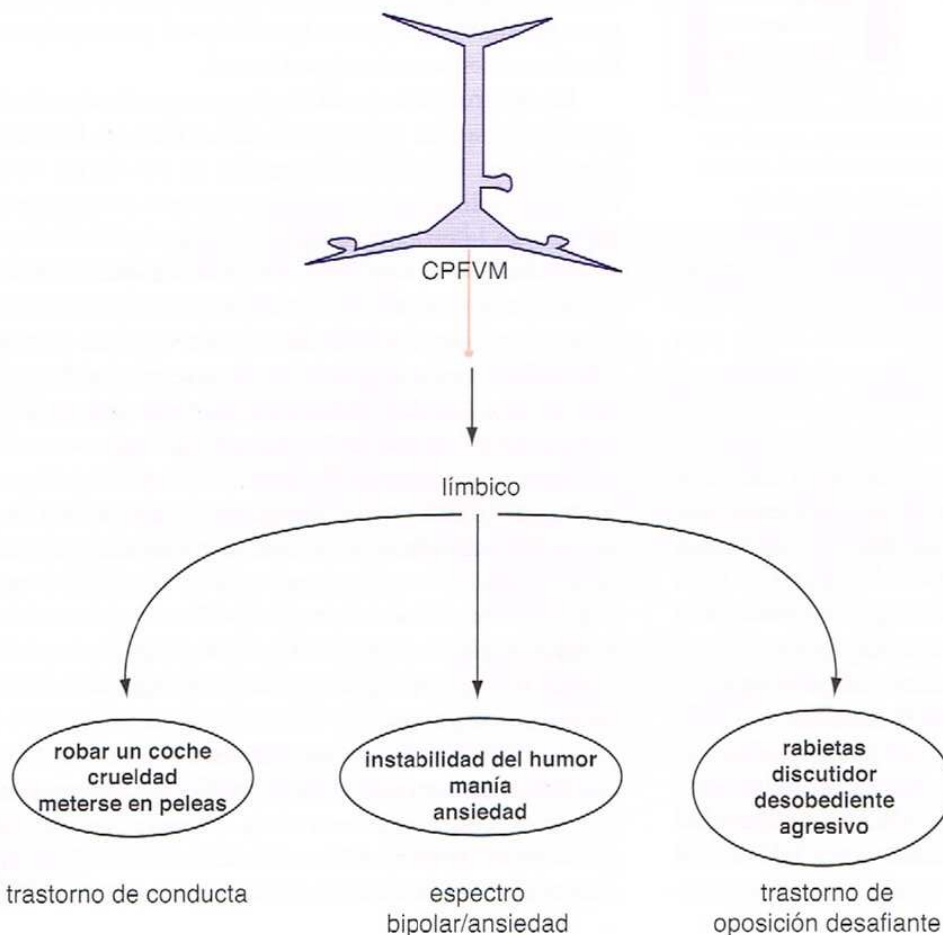 CPFVM
límbico
robar un coche
crueldad
meterse en peleas
instabilidad del humor
manía
ansiedad
rabietas
discutidor
desobediente
agresivo
trastorno de conducta
espectro
bipolar/ansiedad
trastorno de
oposición desafiante